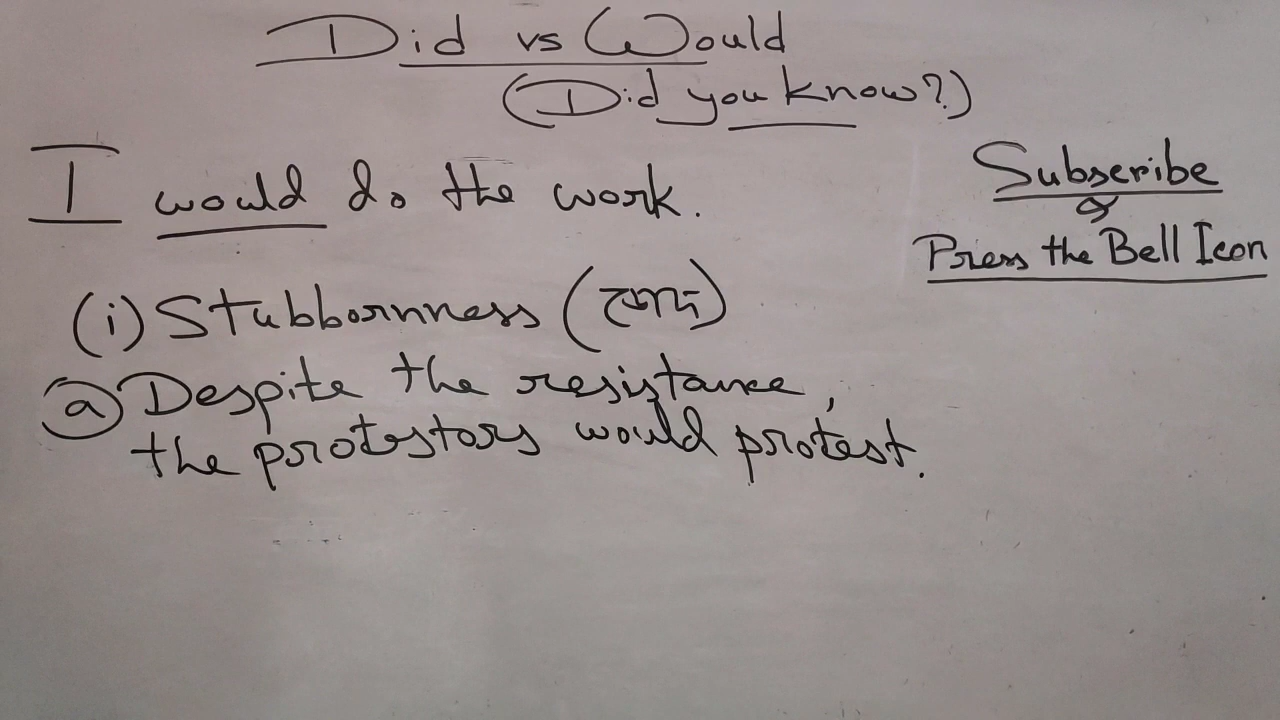 Did vs Would
(Did you know?)
I would do the work.
Subscribe
&
Press the Bell Icon
(i) Stubbornness (জেদ)
(a) Despite the resistance,
the protestors would protest.